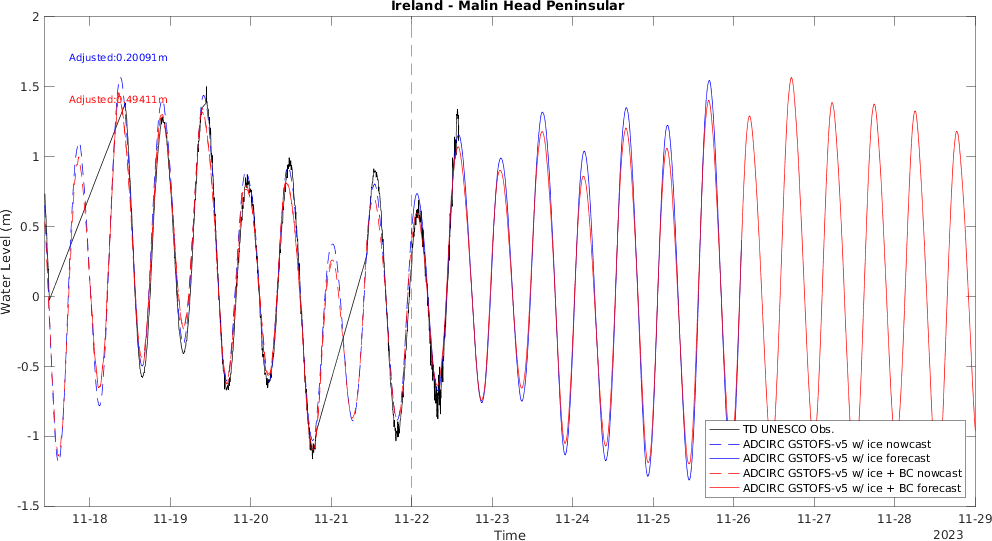 Ireland - Malin Head Peninsular
Adjusted:0.20091m
Adjusted:0.49411m
Water Level (m)
2
1.5
1
0.5
0
-0.5
-1
-1.5
TD UNESCO Obs.
ADCIRC GSTOFS-v5 w/ ice nowcast
ADCIRC GSTOFS-v5 w/ ice forecast
ADCIRC GSTOFS-v5 w/ ice + BC nowcast
ADCIRC GSTOFS-v5 w/ ice + BC forecast
11-18 11-19 11-20 11-21 11-22 11-23 11-24 11-25 11-26 11-27 11-28 11-29
Time
2023